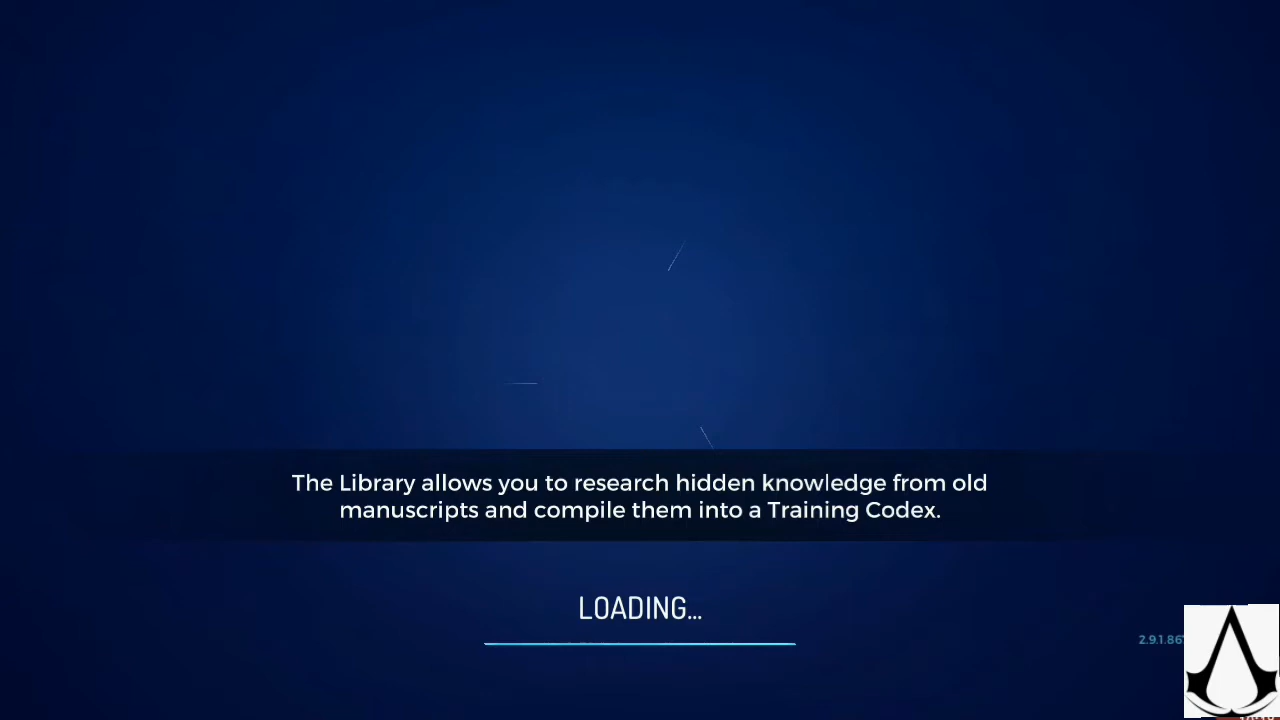 The Library allows you to research hidden knowledge from old
manuscripts and compile them into a Training Codex.
LOADING...